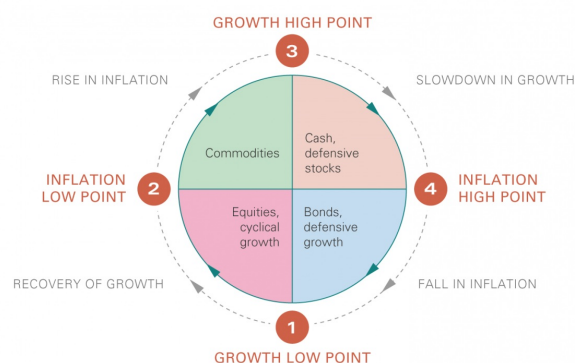 GROWTH HIGH POINT
3
RISE IN INFLATION
SLOWDOWN IN GROWTH
Commodities
Cash,
defensive
stocks
INFLATION
LOW POINT
2
4
INFLATION
HIGH POINT
Equities,
cyclical
growth
Bonds,
defensive
growth
RECOVERY OF GROWTH
FALL IN INFLATION
1
GROWTH LOW POINT